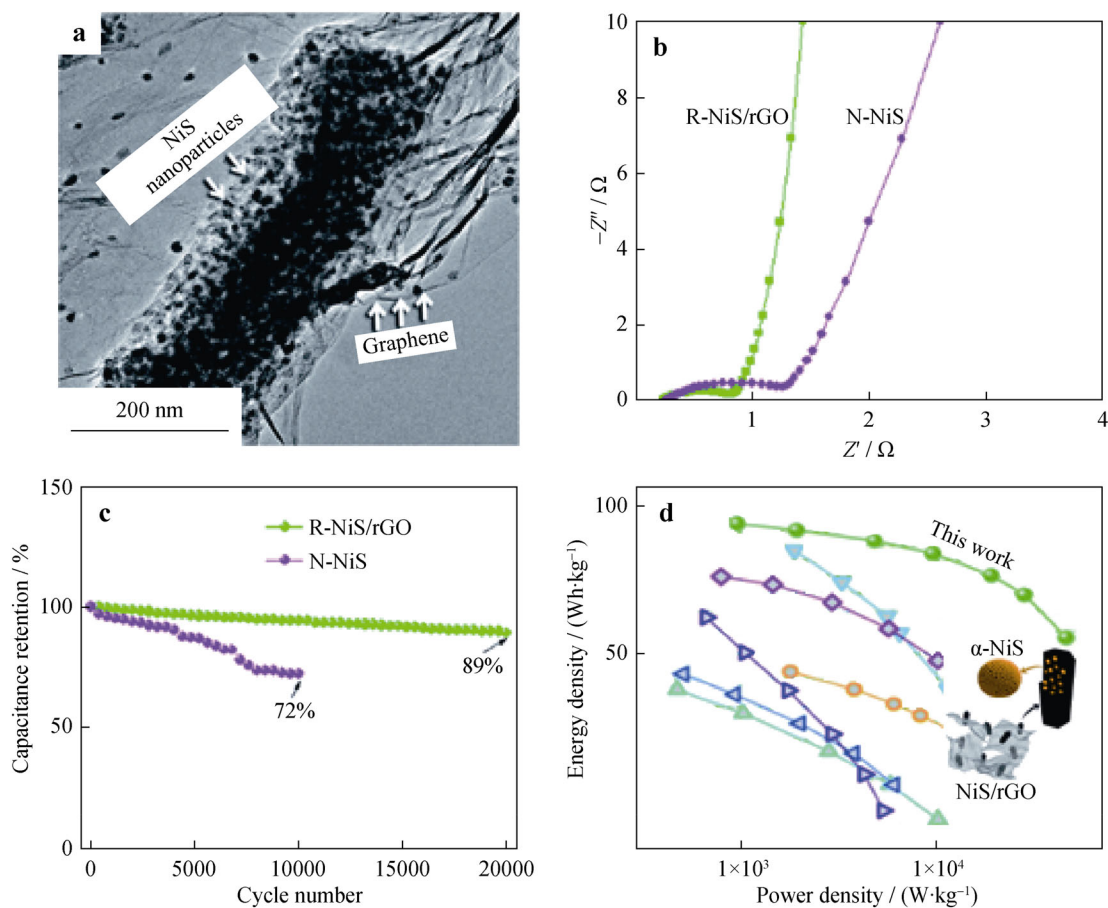 a
NiS
nanoparticles
Graphene
200 nm
b
10
8
6
4
2
0
R-NiS/rGO
N-NiS
−Z″ / Ω
1
2
3
4
Z′ / Ω
c
150
100
50
0
R-NiS/rGO
N-NiS
89%
72%
Capacitance retention / %
0
5000
10000
15000
20000
Cycle number
d
100
50
This work
α-NiS
NiS/rGO
Energy density / (Wh·kg⁻¹)
1×10³
1×10⁴
Power density / (W·kg⁻¹)